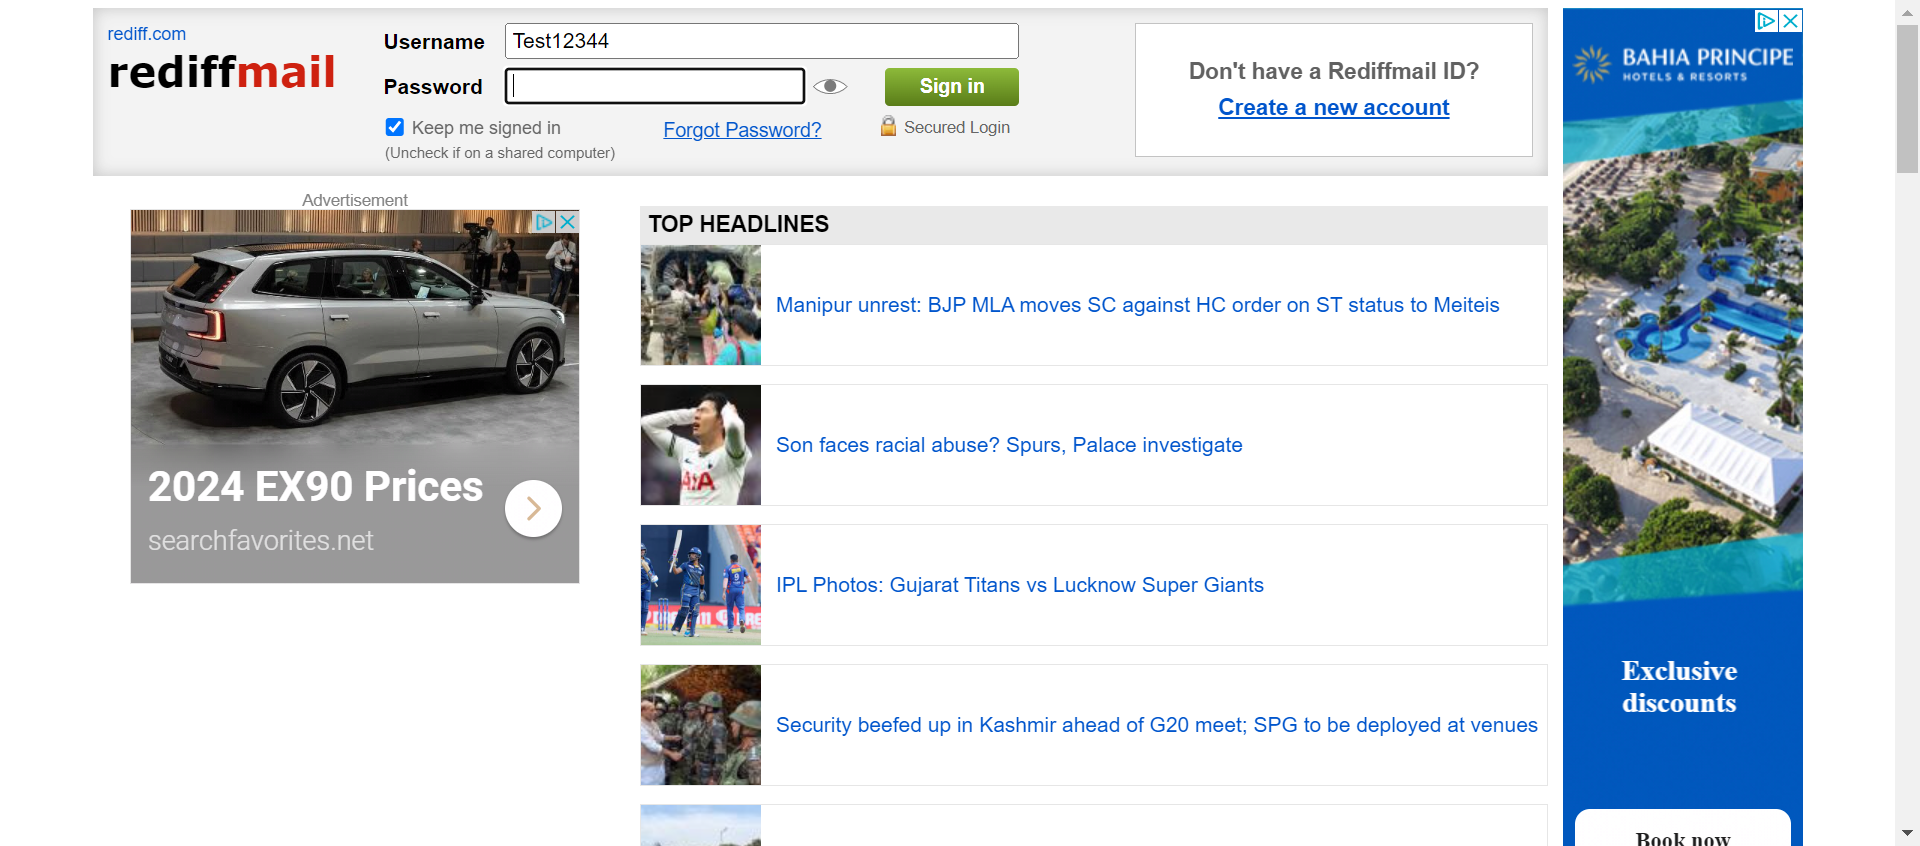 rediff.com
rediffmail
Username
Test12344
Password
Sign in
Keep me signed in
(Uncheck if on a shared computer)
Forgot Password?
Secured Login
Don't have a Rediffmail ID?
Create a new account
Advertisement
2024 EX90 Prices
searchfavorites.net
TOP HEADLINES
Manipur unrest: BJP MLA moves SC against HC order on ST status to Meiteis
Son faces racial abuse? Spurs, Palace investigate
AIA
9
IPL Photos: Gujarat Titans vs Lucknow Super Giants
Security beefed up in Kashmir ahead of G20 meet; SPG to be deployed at venues
BAHIA PRINCIPE
HOTELS & RESORTS
Exclusive
discounts
Book now